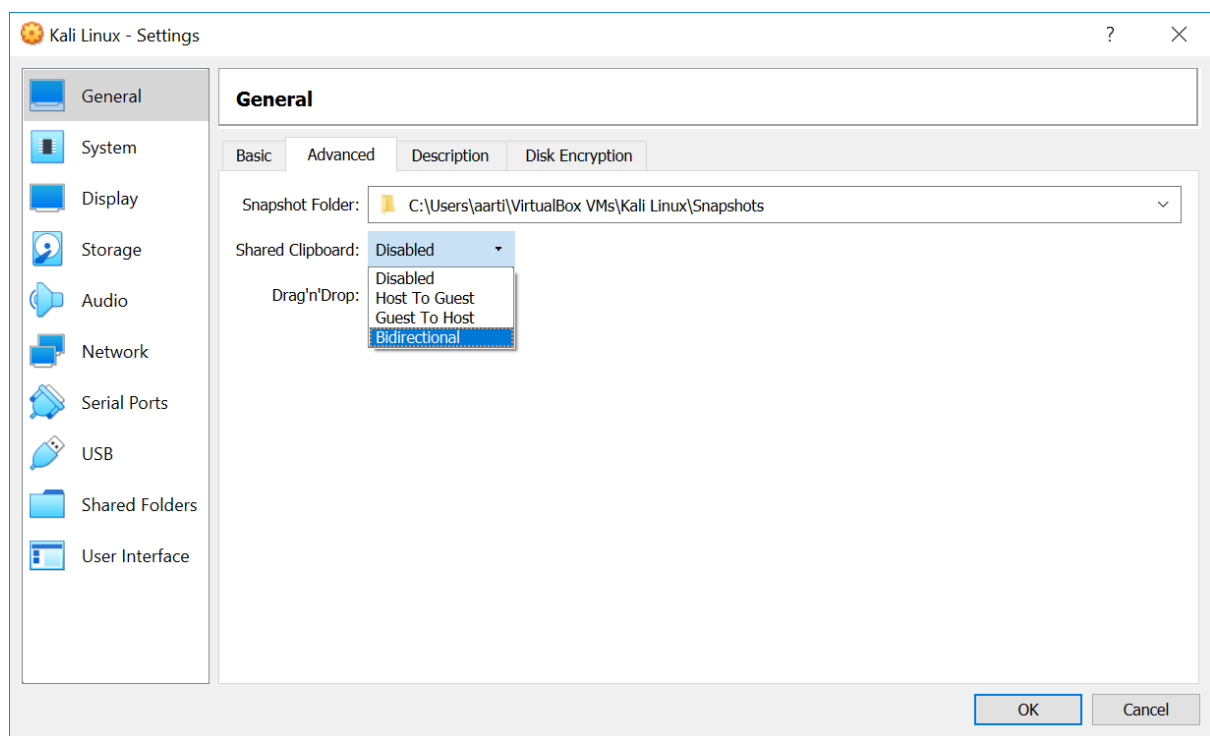 Kali Linux - Settings
?
General
System
Display
Storage
Audio
Network
Serial Ports
USB
Shared Folders
User Interface
General
Basic Advanced Description Disk Encryption
Snapshot Folder: C:\Users\aarti\VirtualBox VMs\Kali Linux\Snapshots
Shared Clipboard: Disabled
Disabled
Drag'n'Drop:
Host To Guest
Guest To Host
Bidirectional
OK Cancel